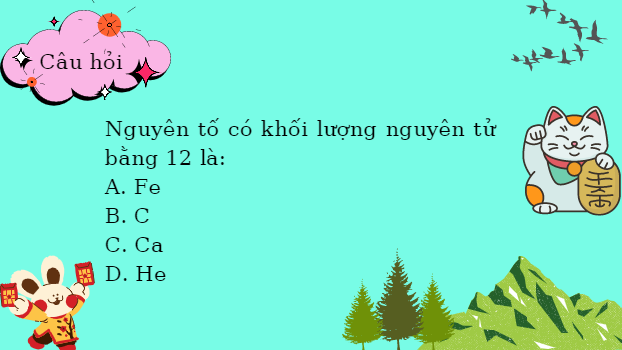 Câu hỏi
Nguyên tố có khối lượng nguyên tử
bằng 12 là:
A. Fe
B. C
C. Ca
D. He